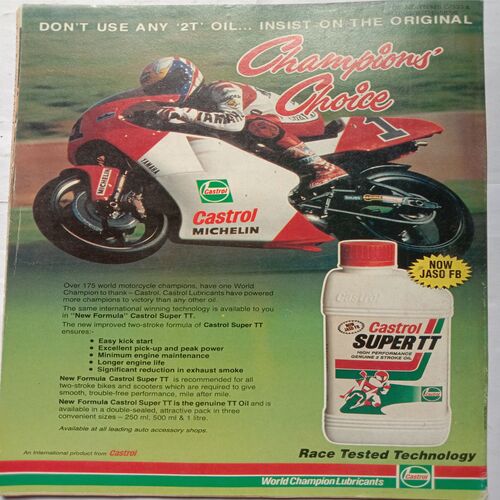 DON'T USE ANY '2T' OIL... INSIST ON THE ORIGINAL
Champions'
Choice
1
YAMAHA
1
YAMAHA
MICHELIN
Castrol
Castrol
MICHELIN
NOW
JASO FB
Over 175 world motorcycle champions, have one World
Champion to thank – Castrol. Castrol Lubricants have powered
more champions to victory than any other oil.
The same international winning technology is available to you
in "New Formula" Castrol Super TT.
The new improved two-stroke formula of Castrol Super TT
ensures:-
• Easy kick start
• Excellent pick-up and peak power
• Minimum engine maintenance
• Longer engine life
• Significant reduction in exhaust smoke
New Formula Castrol Super TT is recommended for all
two-stroke bikes and scooters which are required to give
smooth, trouble-free performance, mile after mile.
New Formula Castrol Super TT is the genuine TT Oil and is
available in a double-sealed, attractive pack in three
convenient sizes – 250 ml, 500 ml & 1 litre.
Available at all leading auto accessory shops.
Castrol
Castrol
SUPER TT
HIGH PERFORMANCE
GENUINE 2 STROKE OIL
Castrol
An International product from Castrol
Race Tested Technology
World Champion Lubricants
Castrol